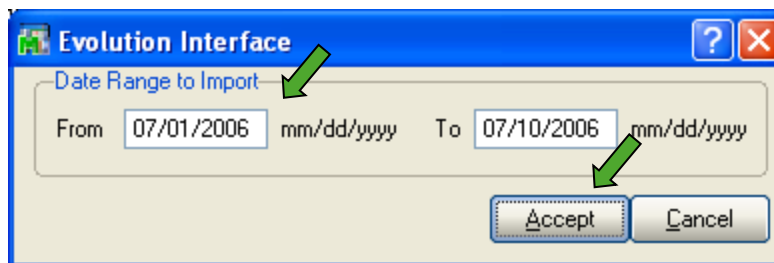 Evolution Interface
Date Range to Import
From 07/01/2006 mm/dd/yyyy To 07/10/2006 mm/dd/yyyy
Accept Cancel